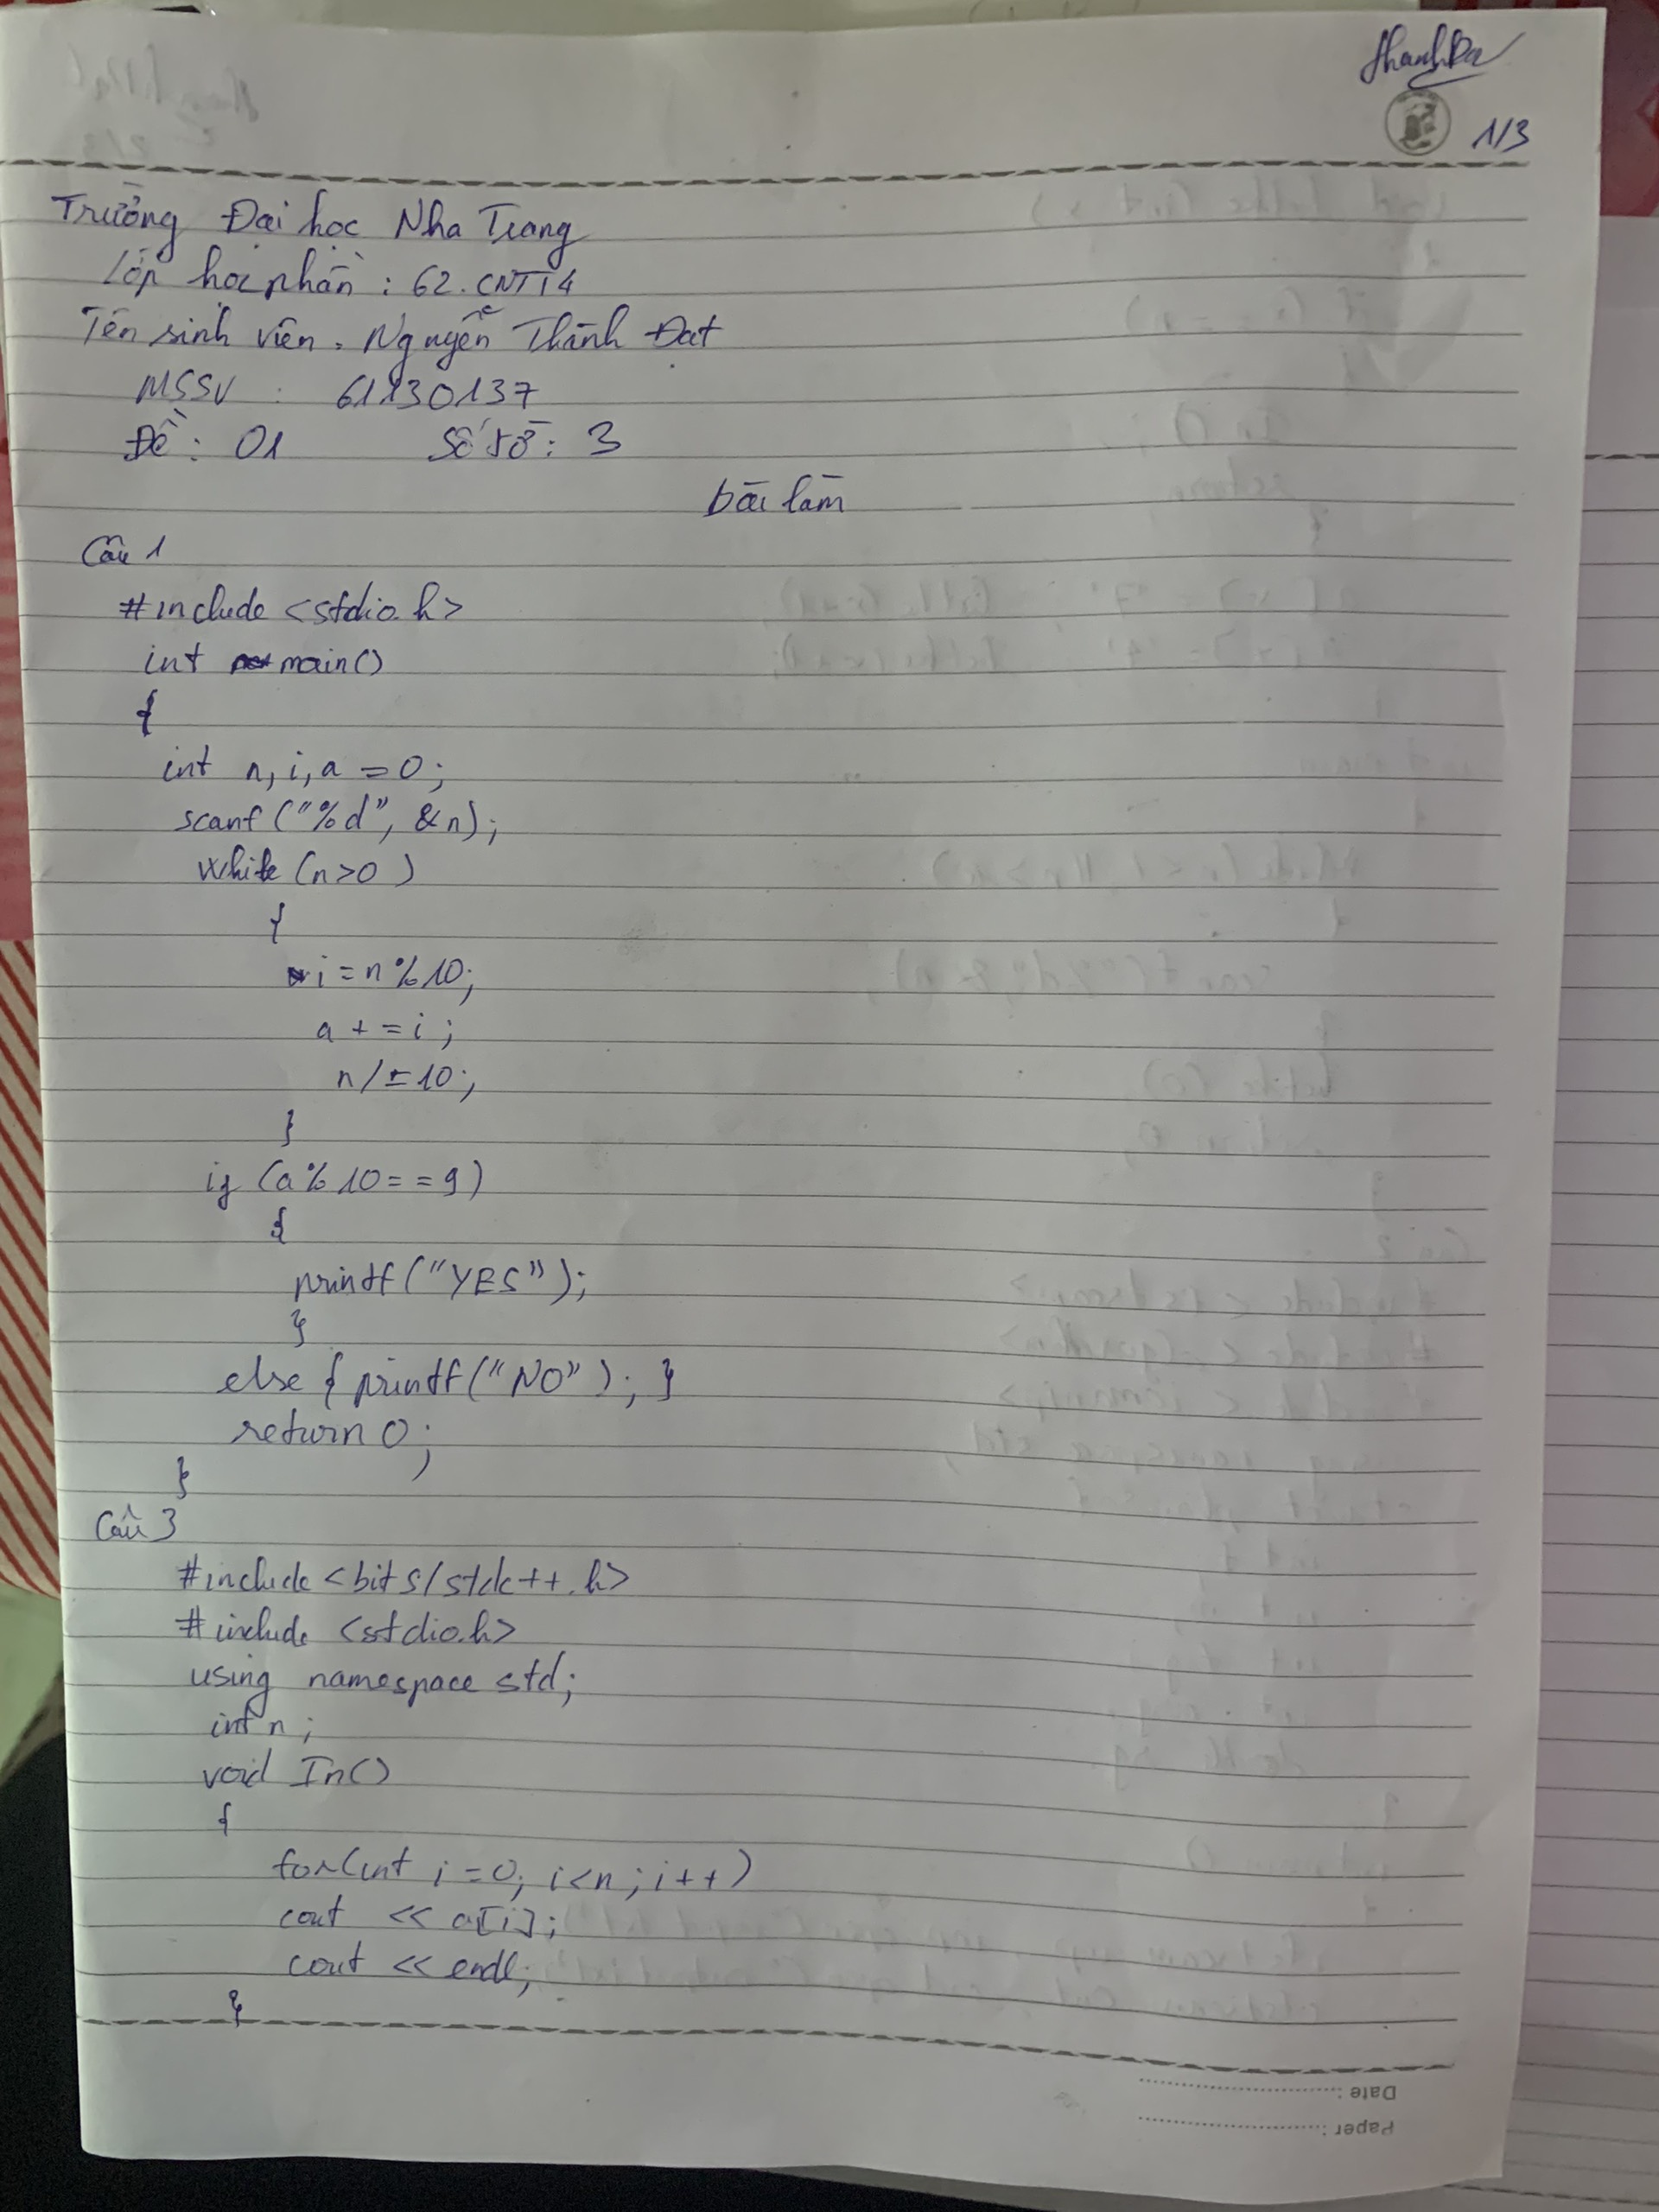 ThanhĐạ
1/3
Trường Đại học Nha Trang
Lớp học phần : 62.CNTT4
Tên sinh viên. Nguyễn Thành Đạt
MSSV : 61130137
Đề : 01 Số tờ : 3
bài làm
Câu 1
#include <stdio.h>
int main()
{
int n, i, a = 0;
scanf ("%d", &n);
while (n>0)
{
i = n%10;
a + = i ;
n/=10;
}
if (a%10==9)
{
printf("YES");
}
else { printf("NO"); }
return 0;
}
Câu 3
#include <bits/stdc++.h>
#include <stdio.h>
using namespace std;
int n;
void In()
{
for(int i=0; i<n; i++)
cout << a[i];
cout << endl;
}
Date :
Paper :